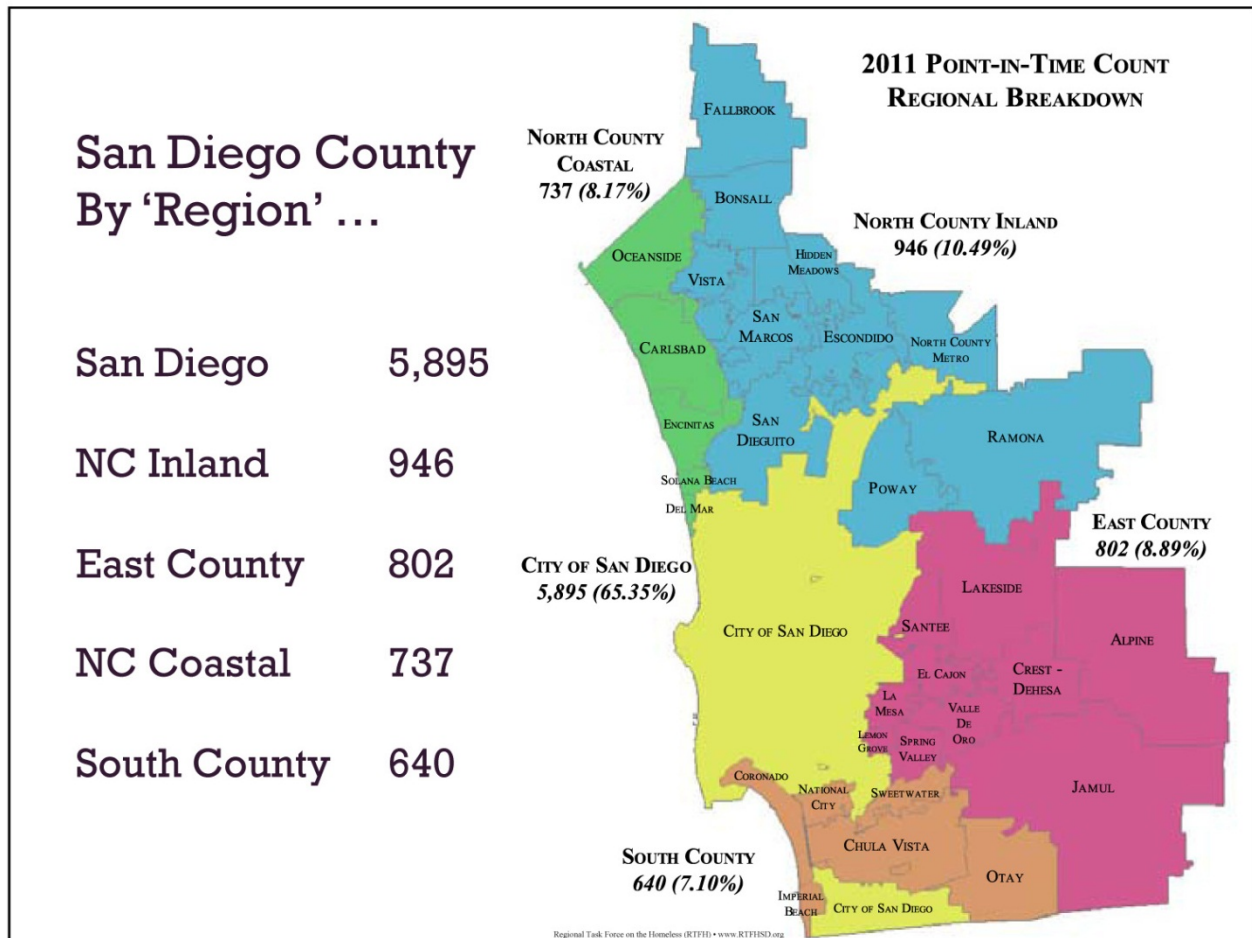 San Diego County
By ‘Region’ …
San Diego 5,895
NC Inland 946
East County 802
NC Coastal 737
South County 640
2011 POINT-IN-TIME COUNT
REGIONAL BREAKDOWN
NORTH COUNTY
COASTAL
737 (8.17%)
NORTH COUNTY INLAND
946 (10.49%)
EAST COUNTY
802 (8.89%)
CITY OF SAN DIEGO
5,895 (65.35%)
SOUTH COUNTY
640 (7.10%)
FALLBROOK
BONSALL
OCEANSIDE
VISTA
HIDDEN
MEADOWS
SAN
MARCOS
ESCONDIDO
NORTH COUNTY
METRO
CARLSBAD
ENCINITAS
SAN
DIEGUITO
RAMONA
POWAY
SOLANA BEACH
DEL MAR
LAKESIDE
CITY OF SAN DIEGO
SANTEE
ALPINE
EL CAJON
CREST -
DEHESA
LA
MESA
VALLE
DE
ORO
LEMON
GROVE
SPRING
VALLEY
JAMUL
CORONADO
NATIONAL
CITY
SWEETWATER
CHULA VISTA
OTAY
IMPERIAL
BEACH
CITY OF SAN DIEGO
Regional Task Force on the Homeless (RTFH) • www.RTFHSD.org